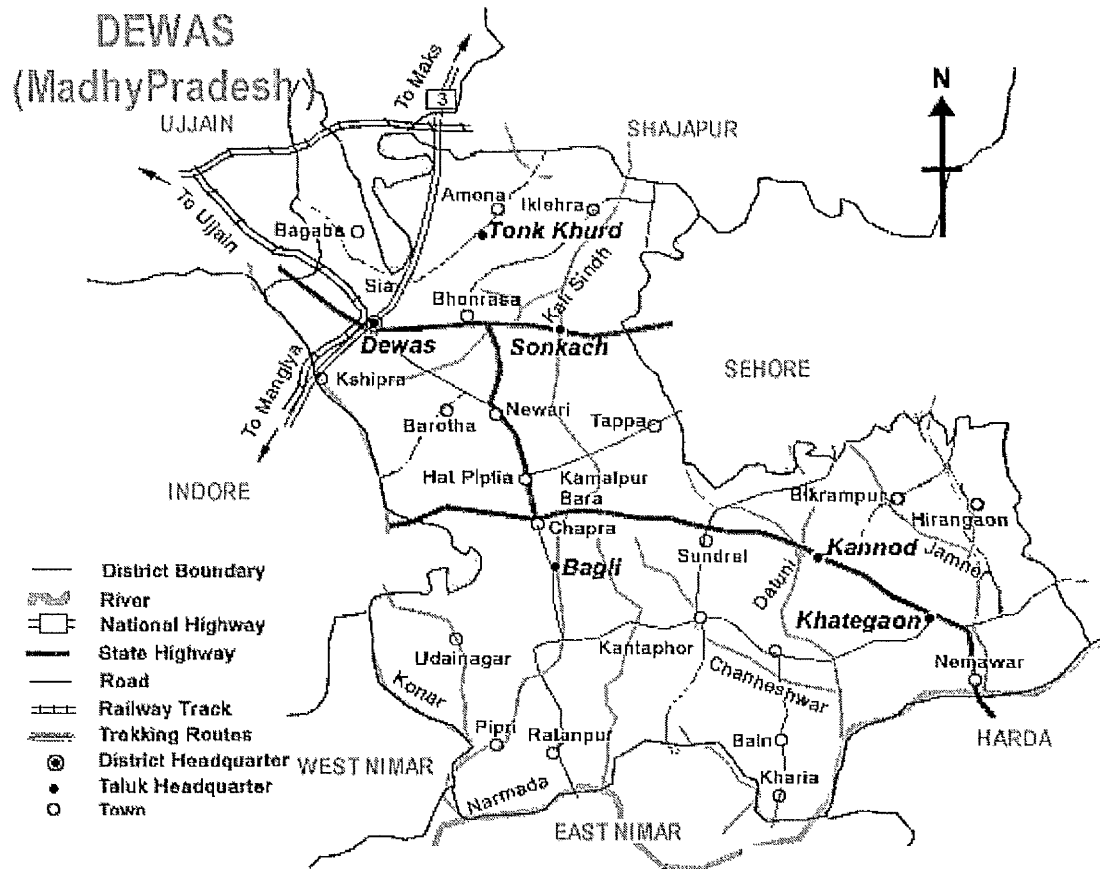 DEWAS
(MadhyPradesh)
UJJAIN
To Maks
3
SHAJAPUR
N
To Ujjain
Amona
Iklehra
Bagaba
Tonk Khurd
Sia
Kali Sindh
Bhonrasa
Dewas
Sonkach
SEHORE
To Manglya
Kshipra
Barotha
Newari
Tappa
INDORE
Hat Piplia
Kamalpur
Bara
Bikrampur
Hirangaon
Chapra
Sundrel
Kannod
Jamner
Bagli
Datuni
Khategaon
District Boundary
River
National Highway
State Highway
Road
Railway Track
Trekking Routes
District Headquarter
Taluk Headquarter
Town
Udainagar
Kantaphor
Nemawar
Konar
Chanheshwar
Pipri
Ratanpur
Bain
HARDA
WEST NIMAR
Narmada
Kharia
EAST NIMAR